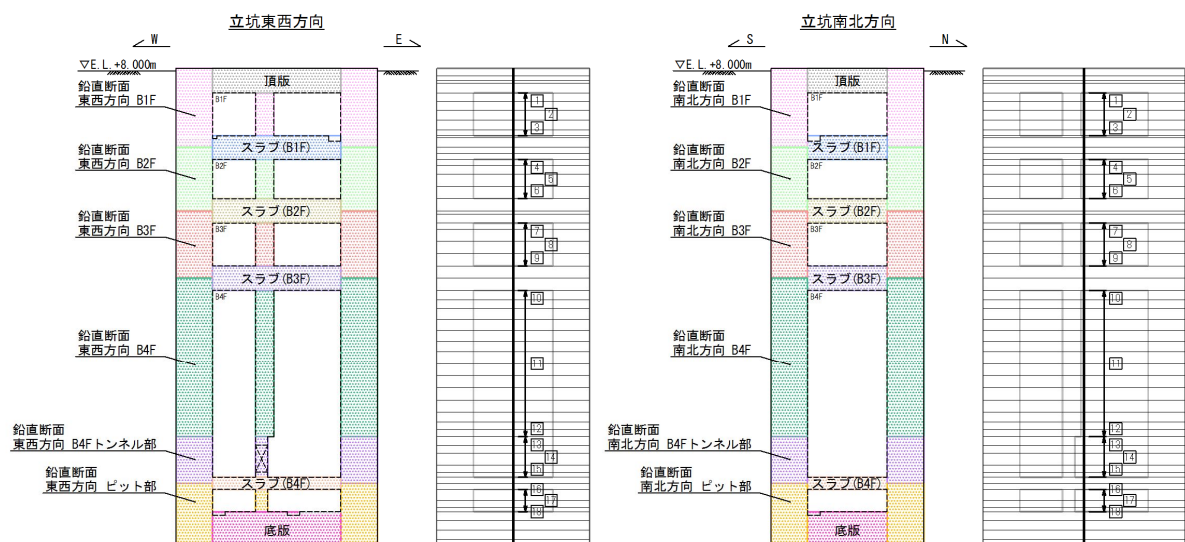 立坑東西方向
W
E
▽E.L.+8.000m
頂版
鉛直断面
東西方向 B1F
B1F
スラブ(B1F)
鉛直断面
東西方向 B2F
B2F
スラブ(B2F)
鉛直断面
東西方向 B3F
B3F
スラブ(B3F)
鉛直断面
東西方向 B4F
B4F
鉛直断面
東西方向 B4Fトンネル部
鉛直断面
東西方向 ピット部
スラブ(B4F)
底版
1
2
3
4
5
6
7
8
9
10
11
12
13
14
15
16
17
18
立坑南北方向
S
N
▽E.L.+8.000m
頂版
鉛直断面
南北方向 B1F
B1F
スラブ(B1F)
鉛直断面
南北方向 B2F
B2F
スラブ(B2F)
鉛直断面
南北方向 B3F
B3F
スラブ(B3F)
鉛直断面
南北方向 B4F
B4F
鉛直断面
南北方向 B4Fトンネル部
鉛直断面
南北方向 ピット部
スラブ(B4F)
底版
1
2
3
4
5
6
7
8
9
10
11
12
13
14
15
16
17
18